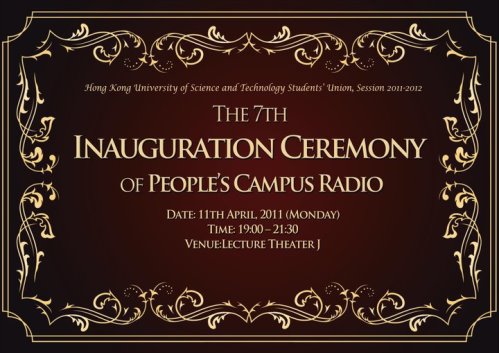 Hong Kong University of Science and Technology Students' Union, Session 2011-2012
The 7th
Inauguration Ceremony
of People's Campus Radio
Date: 11th April, 2011 (Monday)
Time: 19:00 – 21:30
Venue:Lecture Theater J